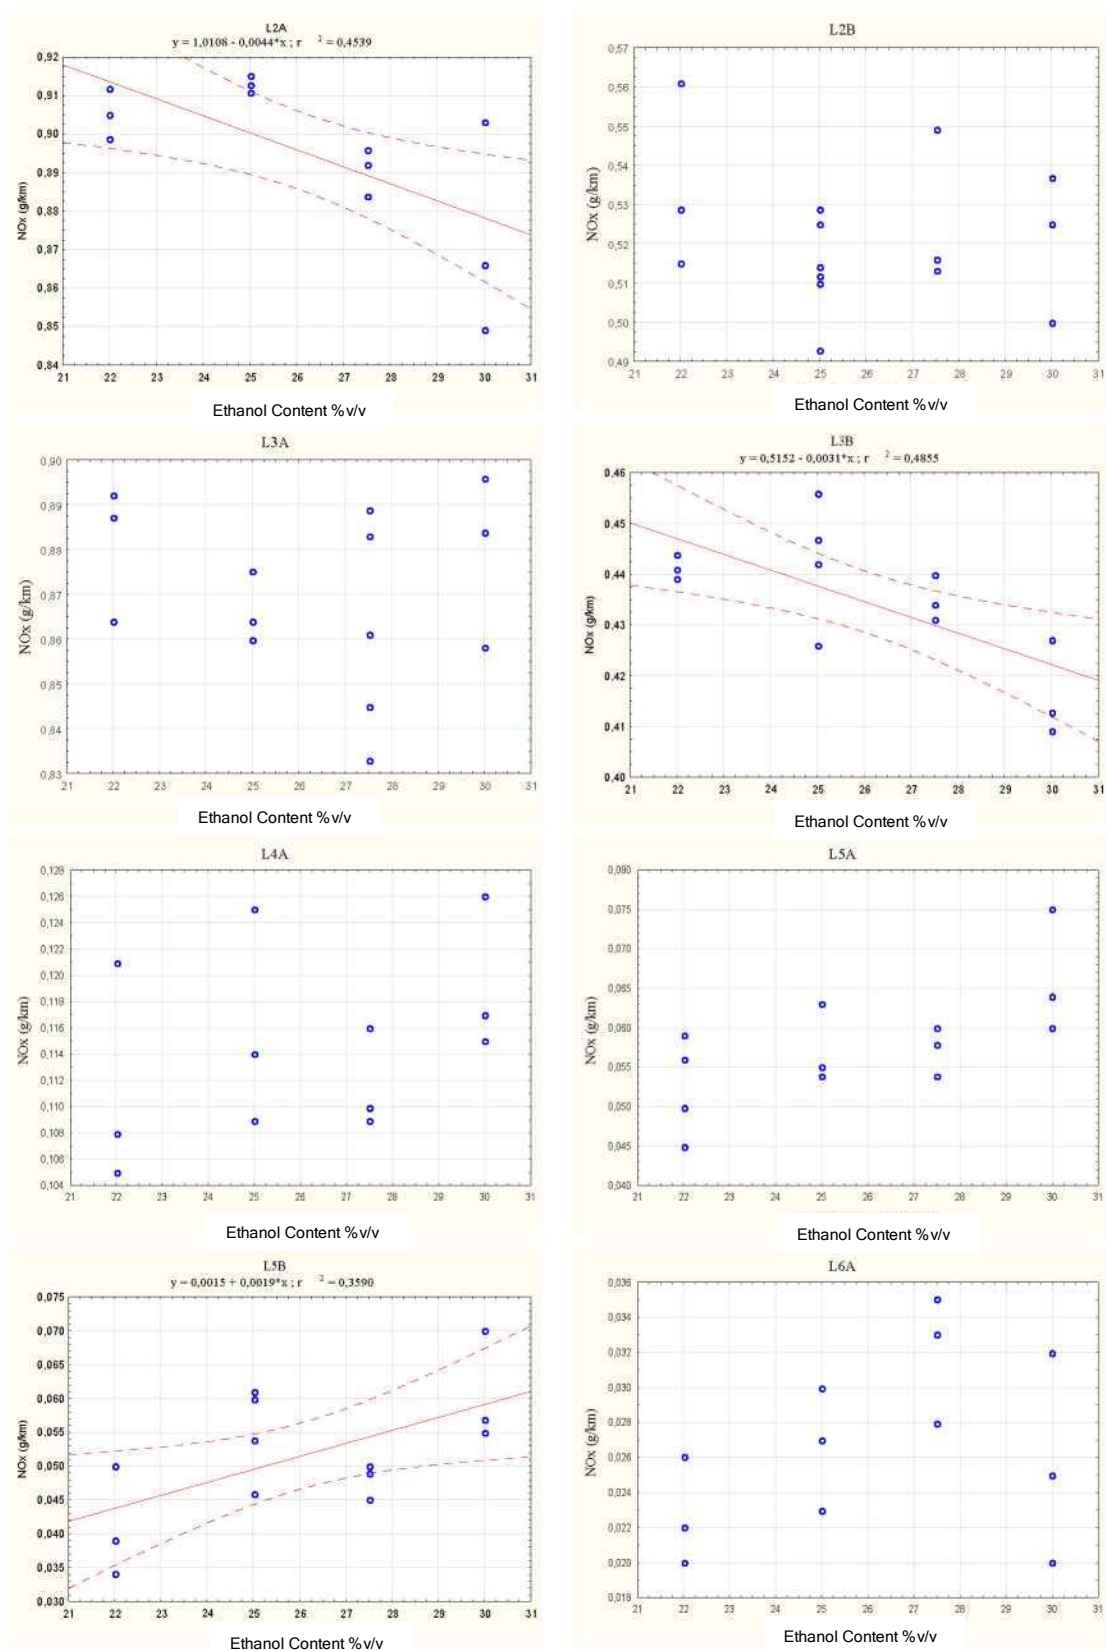 L2A
y = 1,0108 - 0,0044*x ; r 2 = 0,4539
0,92
0,91
0,90
0,89
0,88
0,87
0,86
0,85
0,84
NOx (g/km)
21 22 23 24 25 26 27 28 29 30 31
Ethanol Content %v/v
L2B
0,57
0,56
0,55
0,54
0,53
0,52
0,51
0,50
0,49
NOx (g/km)
21 22 23 24 25 26 27 28 29 30 31
Ethanol Content %v/v
L3A
0,90
0,89
0,88
0,87
0,86
0,85
0,84
0,83
NOx (g/km)
21 22 23 24 25 26 27 28 29 30 31
Ethanol Content %v/v
L3B
y = 0,5152 - 0,0031*x ; r 2 = 0,4855
0,46
0,45
0,44
0,43
0,42
0,41
0,40
NOx (g/km)
21 22 23 24 25 26 27 28 29 30 31
Ethanol Content %v/v
L4A
0,128
0,126
0,124
0,122
0,120
0,118
0,116
0,114
0,112
0,110
0,108
0,106
0,104
NOx (g/km)
21 22 23 24 25 26 27 28 29 30 31
Ethanol Content %v/v
L5A
0,080
0,075
0,070
0,065
0,060
0,055
0,050
0,045
0,040
NOx (g/km)
21 22 23 24 25 26 27 28 29 30 31
Ethanol Content %v/v
L5B
y = 0,0015 + 0,0019*x ; r 2 = 0,3590
0,075
0,070
0,065
0,060
0,055
0,050
0,045
0,040
0,035
0,030
NOx (g/km)
21 22 23 24 25 26 27 28 29 30 31
Ethanol Content %v/v
L6A
0,036
0,034
0,032
0,030
0,028
0,026
0,024
0,022
0,020
0,018
NOx (g/km)
21 22 23 24 25 26 27 28 29 30 31
Ethanol Content %v/v